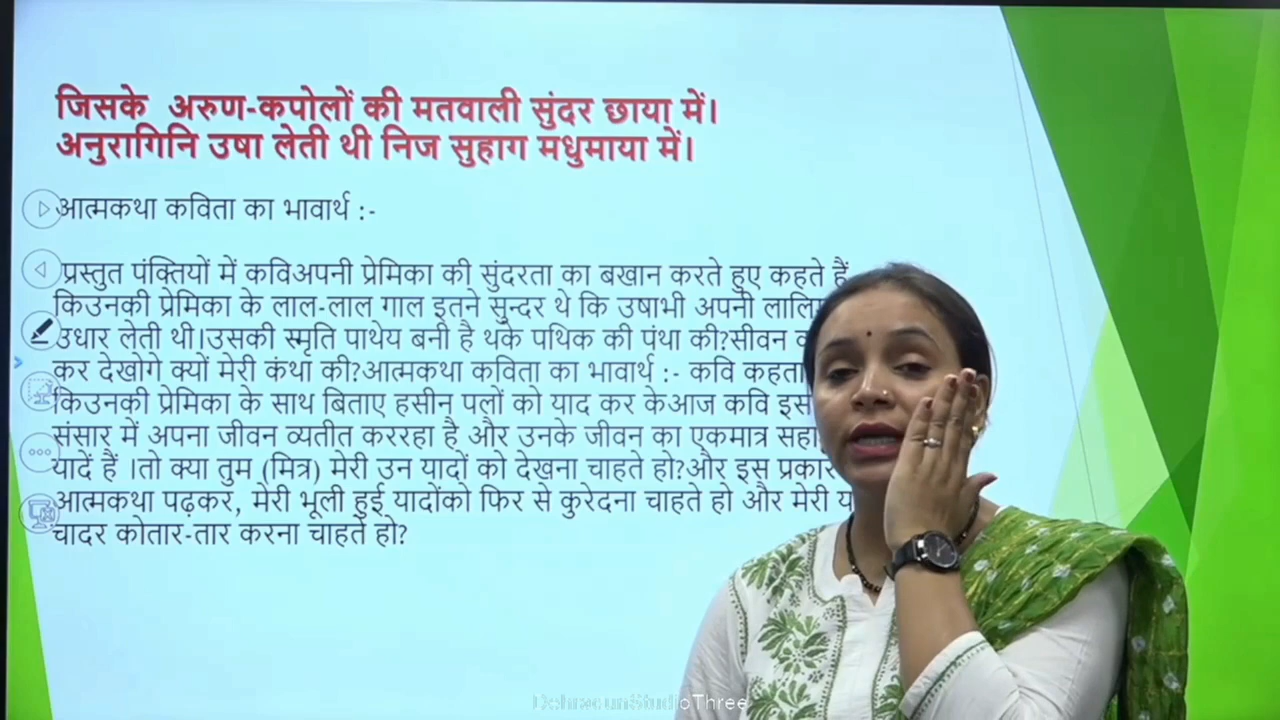 जिसके अरुण-कपोलों की मतवाली सुंदर छाया में।
अनुरागिनि उषा लेती थी निज सुहाग मधुमाया में।
आत्मकथा कविता का भावार्थ :-
प्रस्तुत पंक्तियों में कविअपनी प्रेमिका की सुंदरता का बखान करते हुए कहते हैं
किउनकी प्रेमिका के लाल-लाल गाल इतने सुन्दर थे कि उषाभी अपनी
उधार लेती थी।उसकी स्मृति पाथेय बनी है थके पथिक की पंथा की?सीवन
कर देखोगे क्यों मेरी कंथा की?आत्मकथा कविता का भावार्थ :- कवि
किउनकी प्रेमिका के साथ बिताए हसीन पलों को याद कर केआज कवि इस
संसार में अपना जीवन व्यतीत कररहा है और उनके जीवन का एकमात्र
यादें हैं ।तो क्या तुम (मित्र) मेरी उन यादों को देखना चाहते हो?और इस प्रकार
आत्मकथा पढ़कर, मेरी भूली हुई यादोंको फिर से कुरेदना चाहते हो और मेरी
चादर कोतार-तार करना चाहते हो?